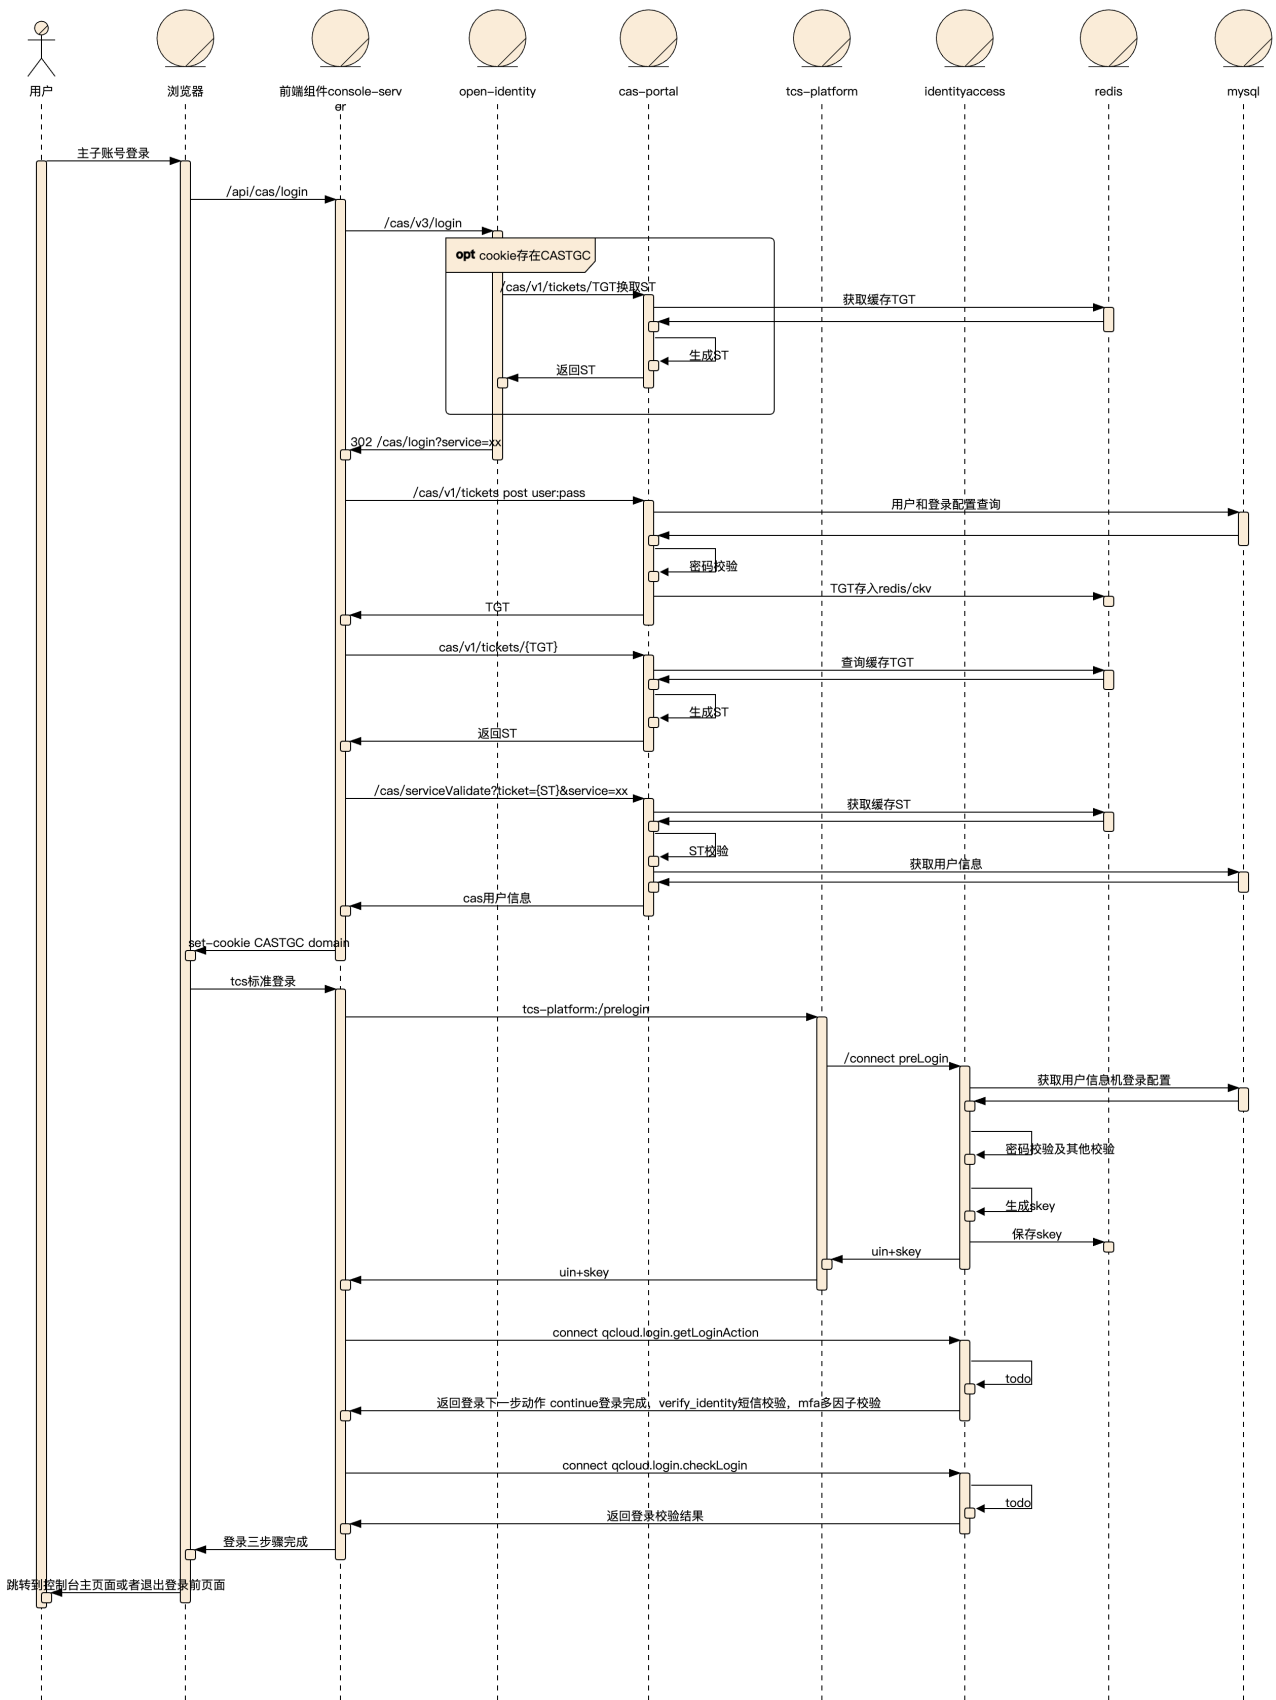 用户
浏览器
前端组件console-serv
er
open-identity
cas-portal
tcs-platform
identityaccess
redis
mysql
主子账号登录
/api/cas/login
/cas/v3/login
opt cookie存在CASTGC
/cas/v1/tickets/TGT换取ST
获取缓存TGT
生成ST
返回ST
302 /cas/login?service=xx
/cas/v1/tickets post user:pass
用户和登录配置查询
密码校验
TGT存入redis/ckv
TGT
cas/v1/tickets/{TGT}
查询缓存TGT
生成ST
返回ST
/cas/serviceValidate?ticket={ST}&service=xx
获取缓存ST
ST校验
获取用户信息
cas用户信息
set-cookie CASTGC domain
tcs标准登录
tcs-platform:/prelogin
/connect preLogin
获取用户信息机登录配置
密码校验及其他校验
生成skey
保存skey
uin+skey
uin+skey
connect qcloud.login.getLoginAction
todo
返回登录下一步动作 continue登录完成，verify_identity短信校验，mfa多因子校验
connect qcloud.login.checkLogin
todo
返回登录校验结果
登录三步骤完成
跳转到控制台主页面或者退出登录前页面